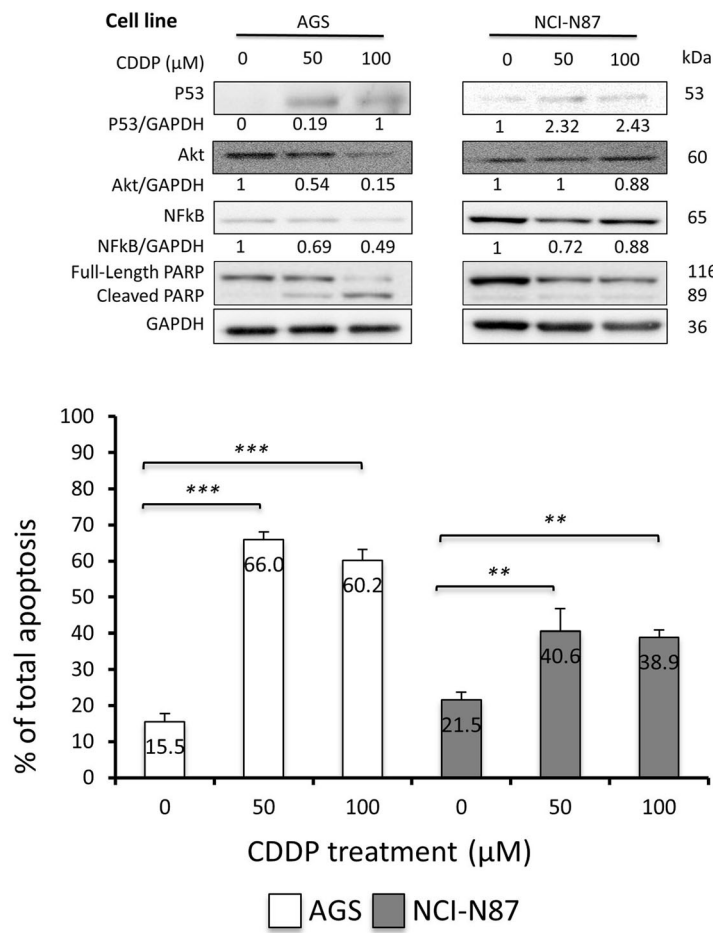 Cell line AGS NCI-N87
CDDP (µM) 0 50 100 0 50 100 kDa
P53 53
P53/GAPDH 0 0.19 1 1 2.32 2.43
Akt 60
Akt/GAPDH 1 0.54 0.15 1 1 0.88
NFkB 65
NFkB/GAPDH 1 0.69 0.49 1 0.72 0.88
Full-Length PARP 116
Cleaved PARP 89
GAPDH 36
100
90
80
70
60
50
40
30
20
10
0
% of total apoptosis
***
***
**
**
15.5 66.0 60.2 21.5 40.6 38.9
0 50 100 0 50 100
CDDP treatment (µM)
AGS NCI-N87